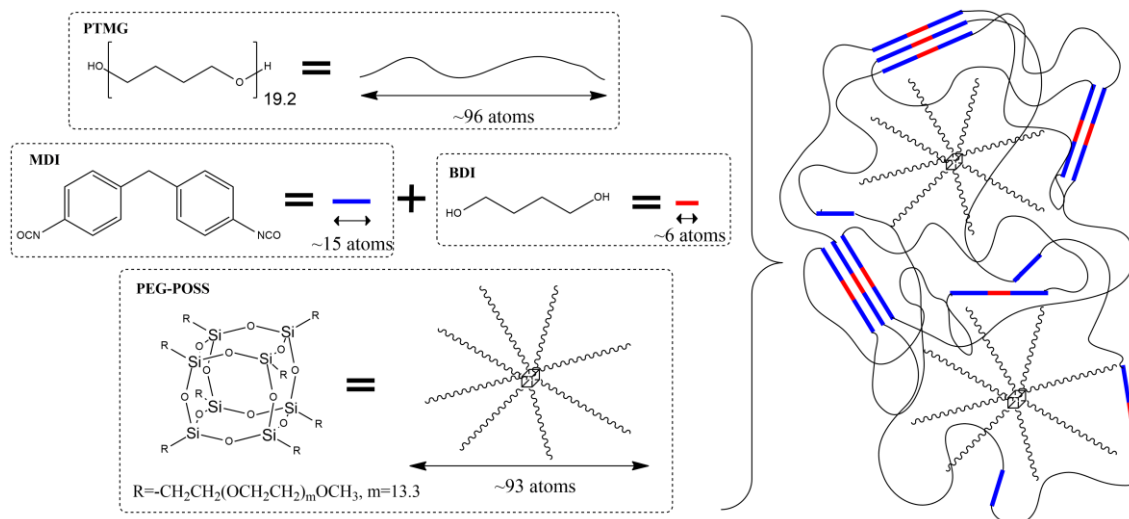 PTMG
HO
O
H
19.2
~96 atoms
MDI
OCN
NCO
~15 atoms
BDI
HO
OH
~6 atoms
PEG-POSS
R
R
O
Si
Si
R
O
O
R
Si
O
Si
O
O
O
O
R
R
Si
O
Si
O
O
Si
O
Si
R
R
~93 atoms
R=-CH₂CH₂(OCH₂CH₂)ₘOCH₃, m=13.3